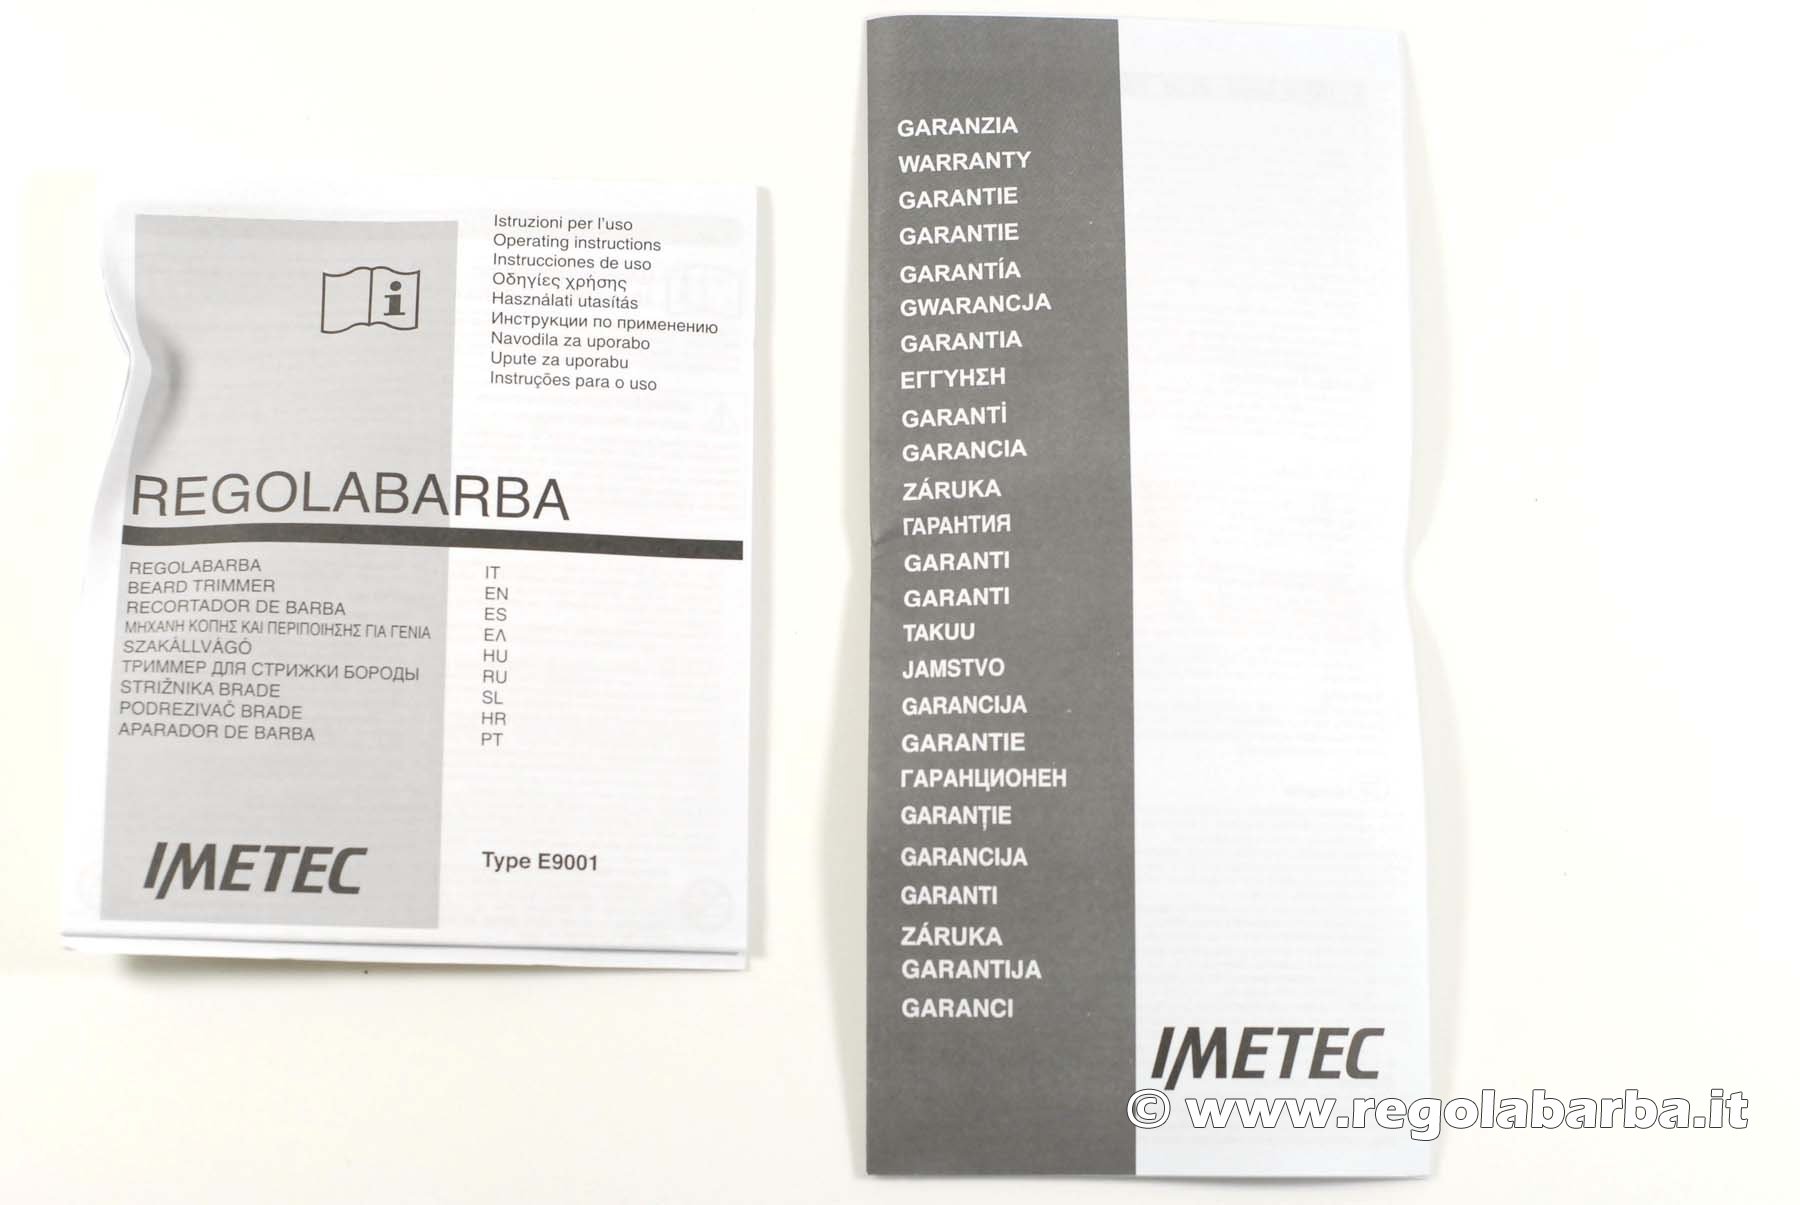 Istruzioni per l'uso
Operating instructions
Instrucciones de uso
Οδηγίες χρήσης
Használati utasítás
Инструкции по применению
Navodila za uporabo
Upute za uporabu
Instruções para o uso
REGOLABARBA
REGOLABARBA IT
BEARD TRIMMER EN
RECORTADOR DE BARBA ES
ΜΗΧΑΝΗ ΚΟΠΗΣ ΚΑΙ ΠΕΡΙΠΟΙΗΣΗΣ ΓΙΑ ΓΕΝΙΑ ΕΛ
SZAKÁLLVÁGÓ HU
ТРИММЕР ДЛЯ СТРИЖКИ БОРОДЫ RU
STRIŽNIKA BRADE SL
PODREZIVAČ BRADE HR
APARADOR DE BARBA PT
IMETEC
Type E9001
GARANZIA
WARRANTY
GARANTIE
GARANTIE
GARANTÍA
GWARANCJA
GARANTIA
ΕΓΓΥΗΣΗ
GARANTİ
GARANCIA
ZÁRUKA
ГАРАНТИЯ
GARANTI
GARANTI
TAKUU
JAMSTVO
GARANCIJA
GARANTIE
ГАРАНЦИОНЕН
GARANȚIE
GARANCIJA
GARANTI
ZÁRUKA
GARANTIJA
GARANCI
IMETEC
© www.regolabarba.it